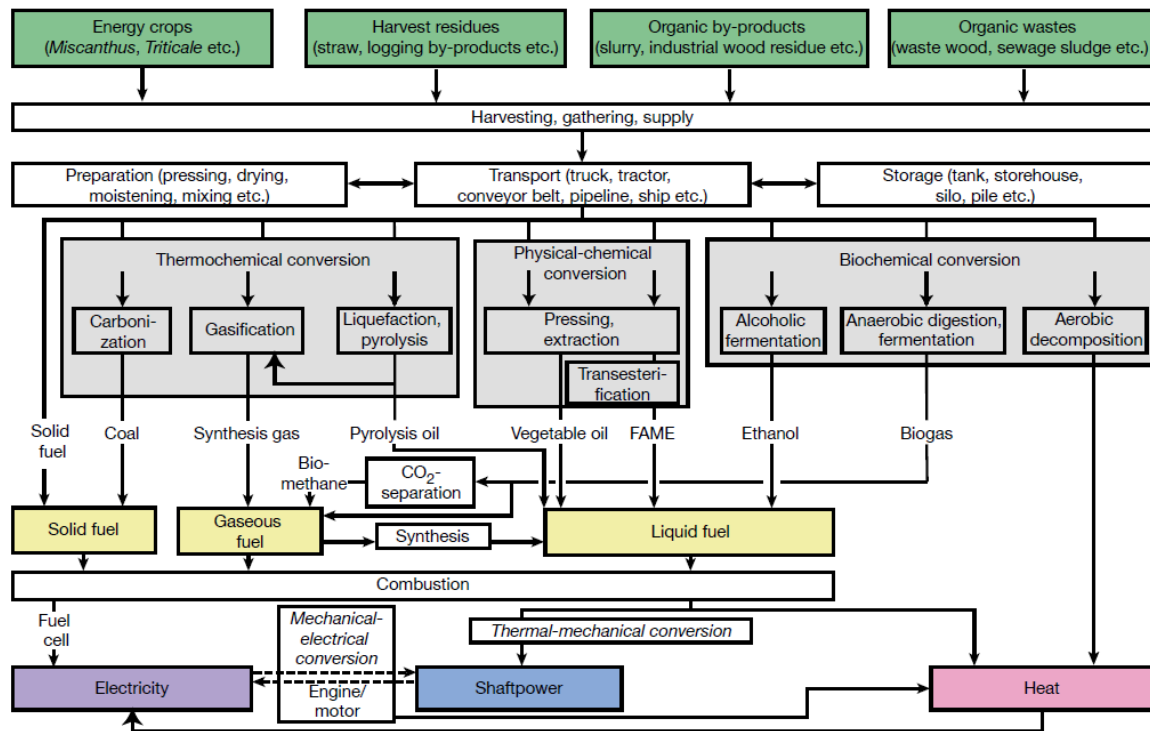 Energy crops
(Miscanthus, Triticale etc.)
Harvest residues
(straw, logging by-products etc.)
Organic by-products
(slurry, industrial wood residue etc.)
Organic wastes
(waste wood, sewage sludge etc.)
Harvesting, gathering, supply
Preparation (pressing, drying,
moistening, mixing etc.)
Transport (truck, tractor,
conveyor belt, pipeline, ship etc.)
Storage (tank, storehouse,
silo, pile etc.)
Thermochemical conversion
Physical-chemical
conversion
Biochemical conversion
Carboni-
zation
Gasification
Liquefaction,
pyrolysis
Pressing,
extraction
Alcoholic
fermentation
Anaerobic digestion,
fermentation
Aerobic
decomposition
Transesteri-
fication
Solid
fuel
Coal
Synthesis gas
Pyrolysis oil
Vegetable oil
FAME
Ethanol
Biogas
Bio-
methane
CO2-
separation
Solid fuel
Gaseous
fuel
Synthesis
Liquid fuel
Combustion
Fuel
cell
Mechanical-
electrical
conversion
Thermal-mechanical conversion
Electricity
Engine/
motor
Shaftpower
Heat